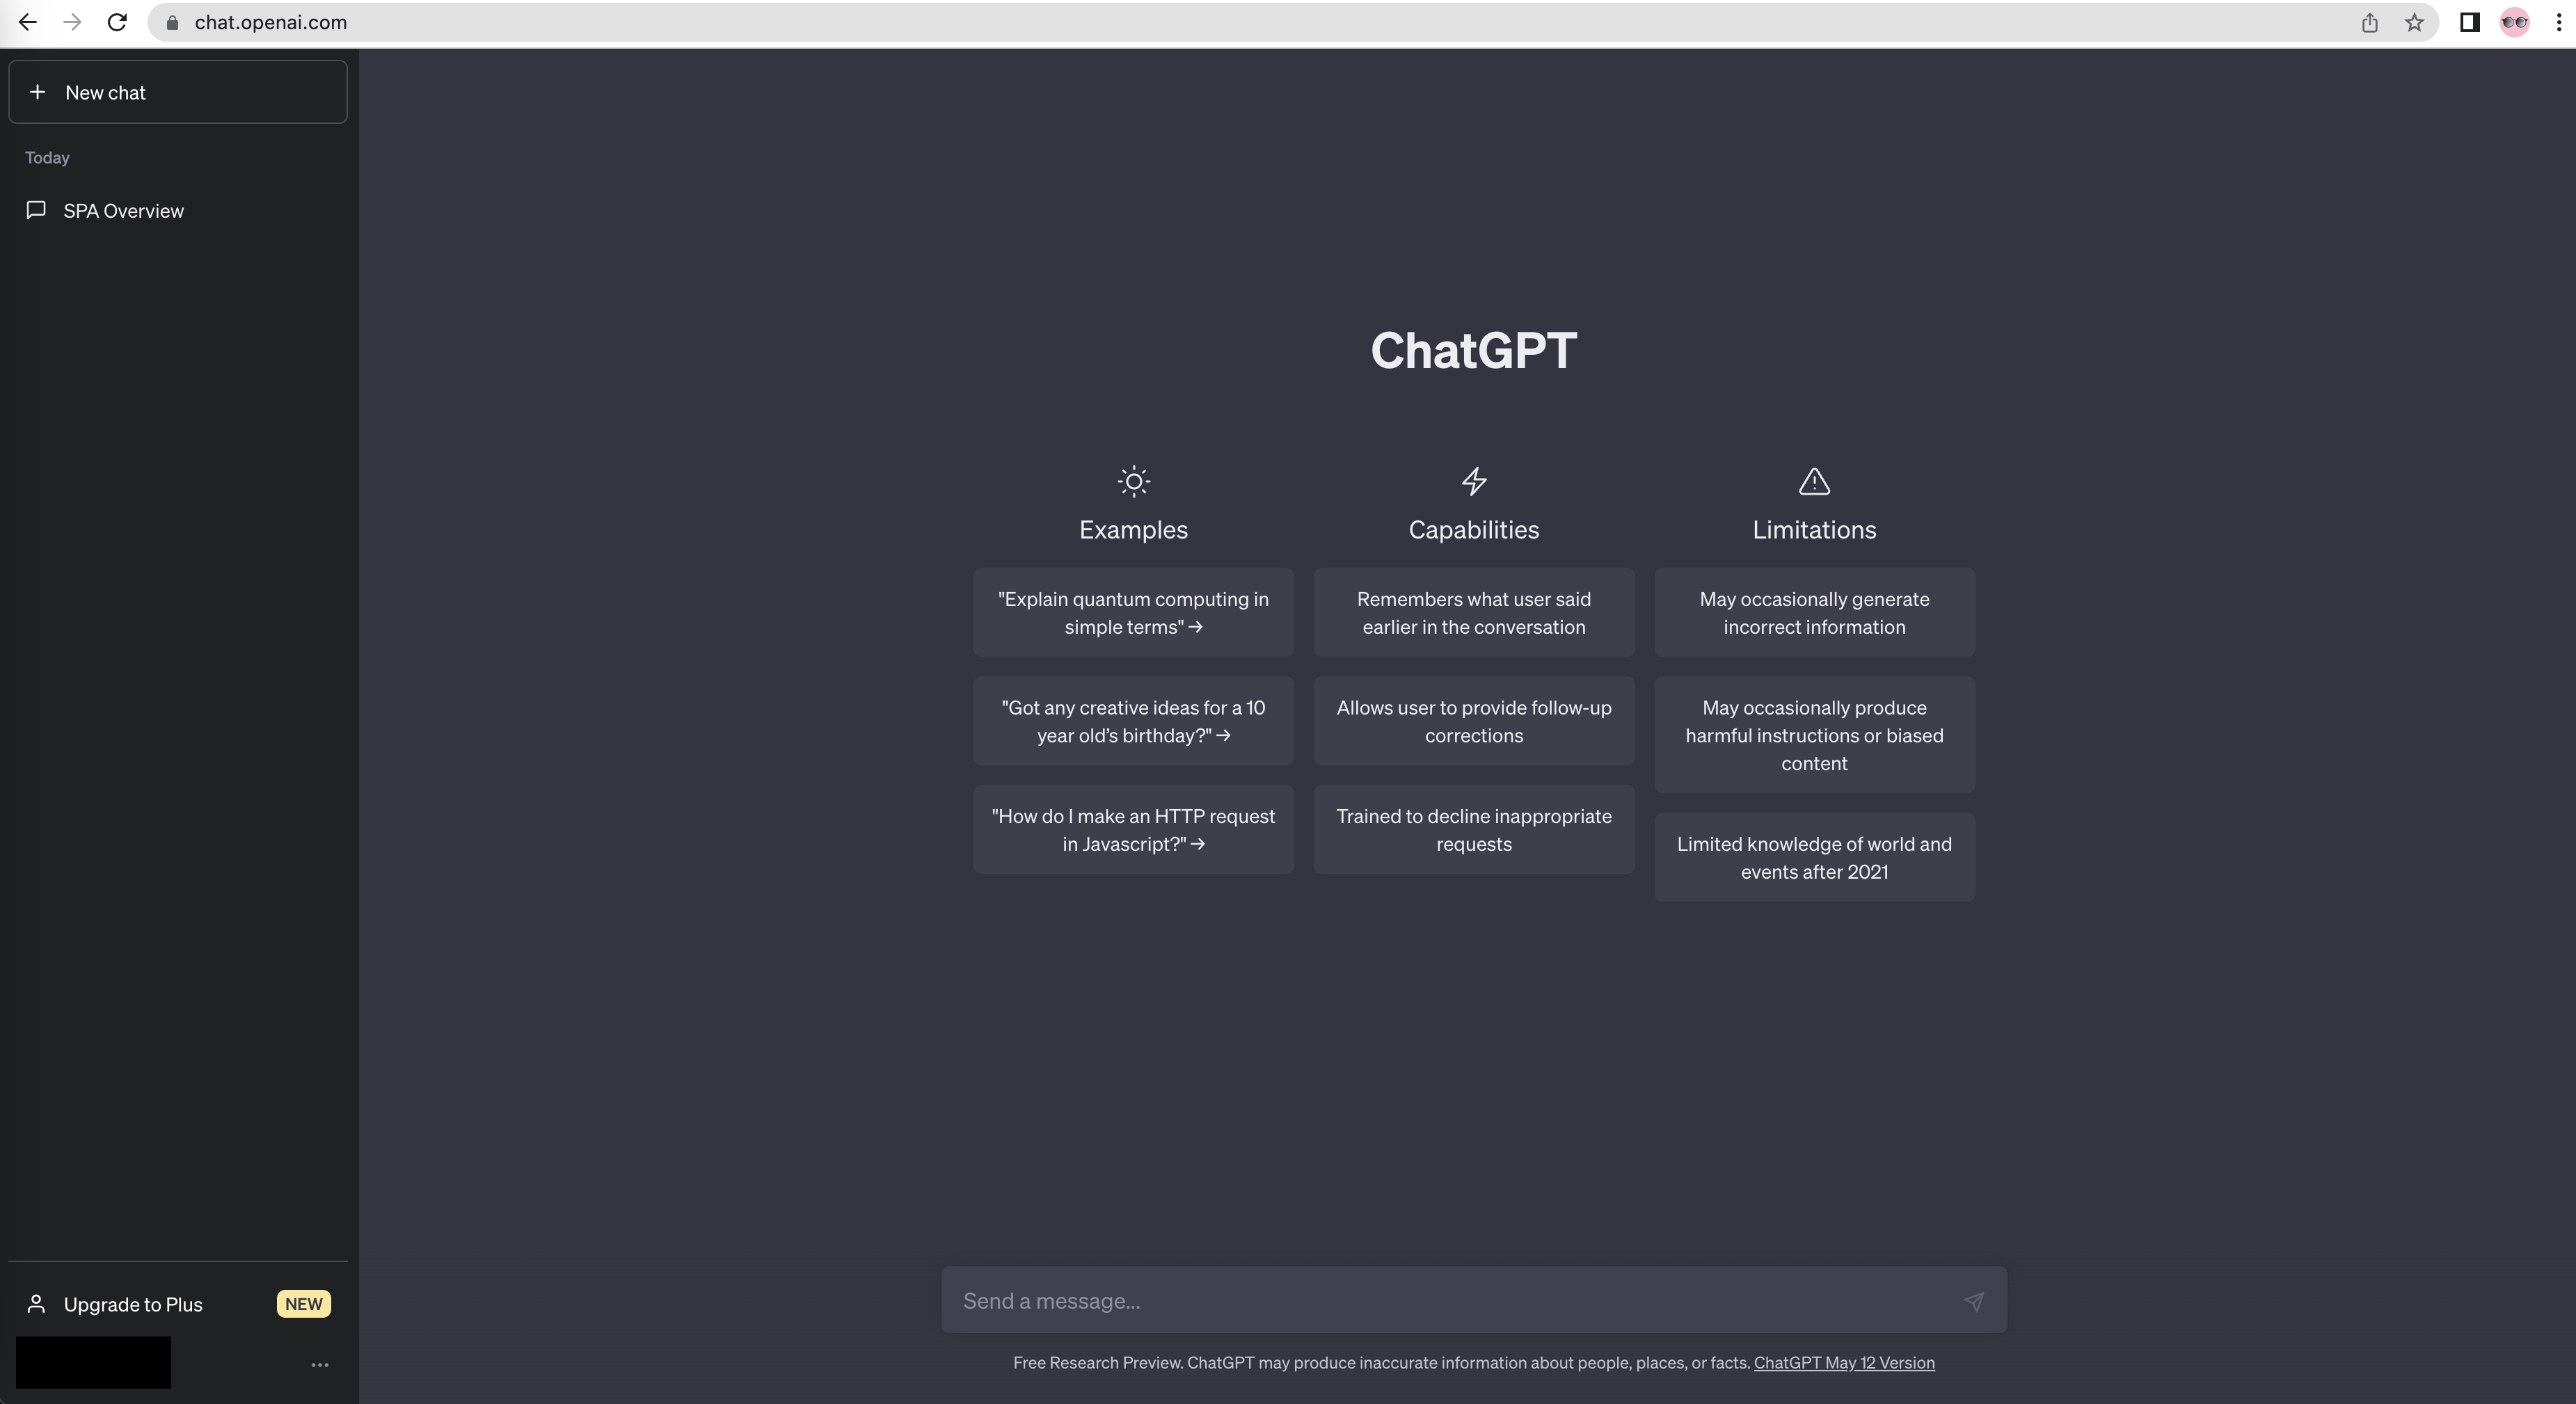 chat.openai.com
New chat
Today
SPA Overview
Upgrade to Plus NEW
ChatGPT
Examples
"Explain quantum computing in
simple terms" →
"Got any creative ideas for a 10
year old’s birthday?" →
"How do I make an HTTP request
in Javascript?" →
Capabilities
Remembers what user said
earlier in the conversation
Allows user to provide follow-up
corrections
Trained to decline inappropriate
requests
Limitations
May occasionally generate
incorrect information
May occasionally produce
harmful instructions or biased
content
Limited knowledge of world and
events after 2021
Send a message...
Free Research Preview. ChatGPT may produce inaccurate information about people, places, or facts. ChatGPT May 12 Version